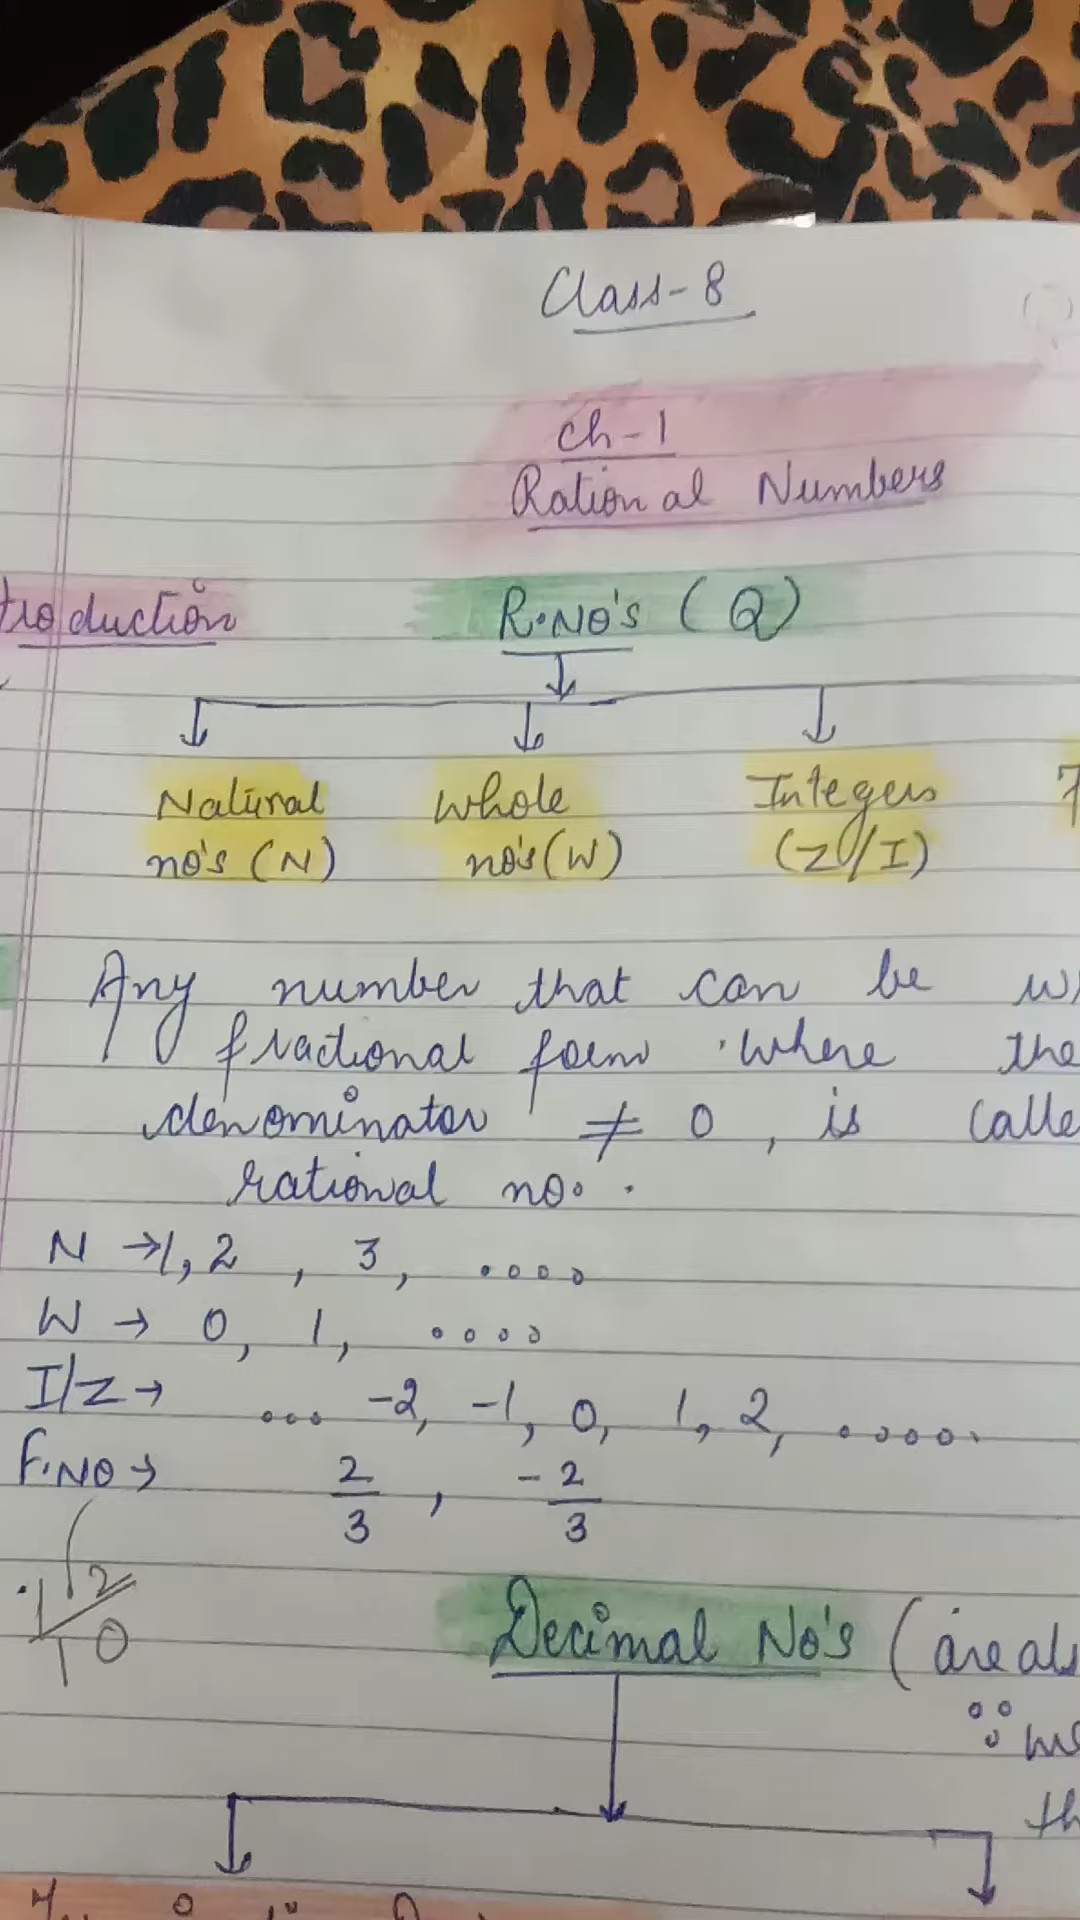 Class-8
Ch-1
Rational Numbers
troduction R.NO's (Q)
Natural Whole Integers
no's (N) no's (W) (Z/I)
Any number that can be
fractional form where the
denominator ≠ 0, is calle
rational no. .
N → 1, 2, 3, ....
W → 0, 1, ....
I/Z → ... -2, -1, 0, 1, 2, .....
F.NO → 2/3, -2/3
Decimal No's (are als